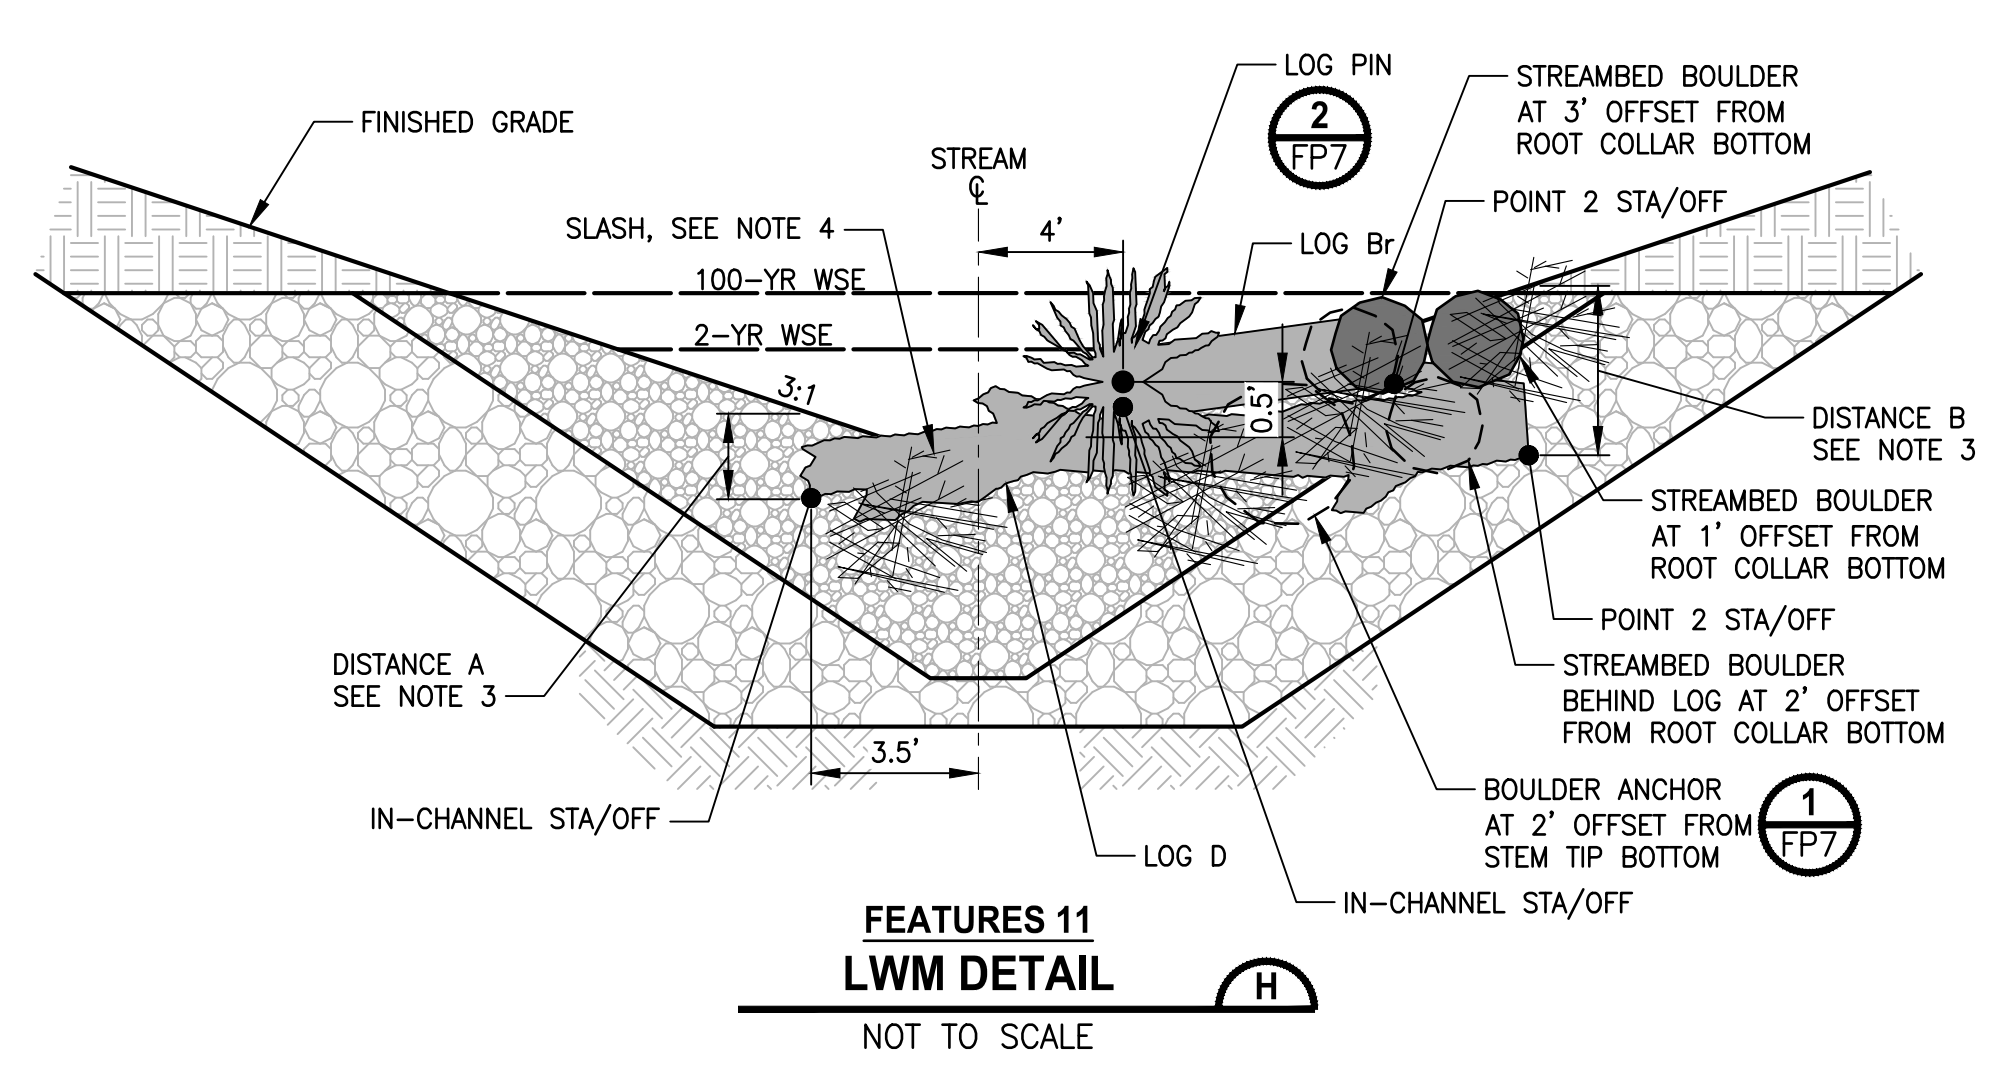 LOG PIN
2
FP7
STREAMBED BOULDER
AT 3' OFFSET FROM
ROOT COLLAR BOTTOM
FINISHED GRADE
STREAM
℄
POINT 2 STA/OFF
SLASH, SEE NOTE 4
4'
LOG Br
100-YR WSE
2-YR WSE
3:1
0.5'
DISTANCE B
SEE NOTE 3
STREAMBED BOULDER
AT 1' OFFSET FROM
ROOT COLLAR BOTTOM
POINT 2 STA/OFF
DISTANCE A
SEE NOTE 3
STREAMBED BOULDER
BEHIND LOG AT 2' OFFSET
FROM ROOT COLLAR BOTTOM
3.5'
BOULDER ANCHOR
AT 2' OFFSET FROM
STEM TIP BOTTOM
1
FP7
IN-CHANNEL STA/OFF
LOG D
IN-CHANNEL STA/OFF
FEATURES 11
LWM DETAIL
H
NOT TO SCALE